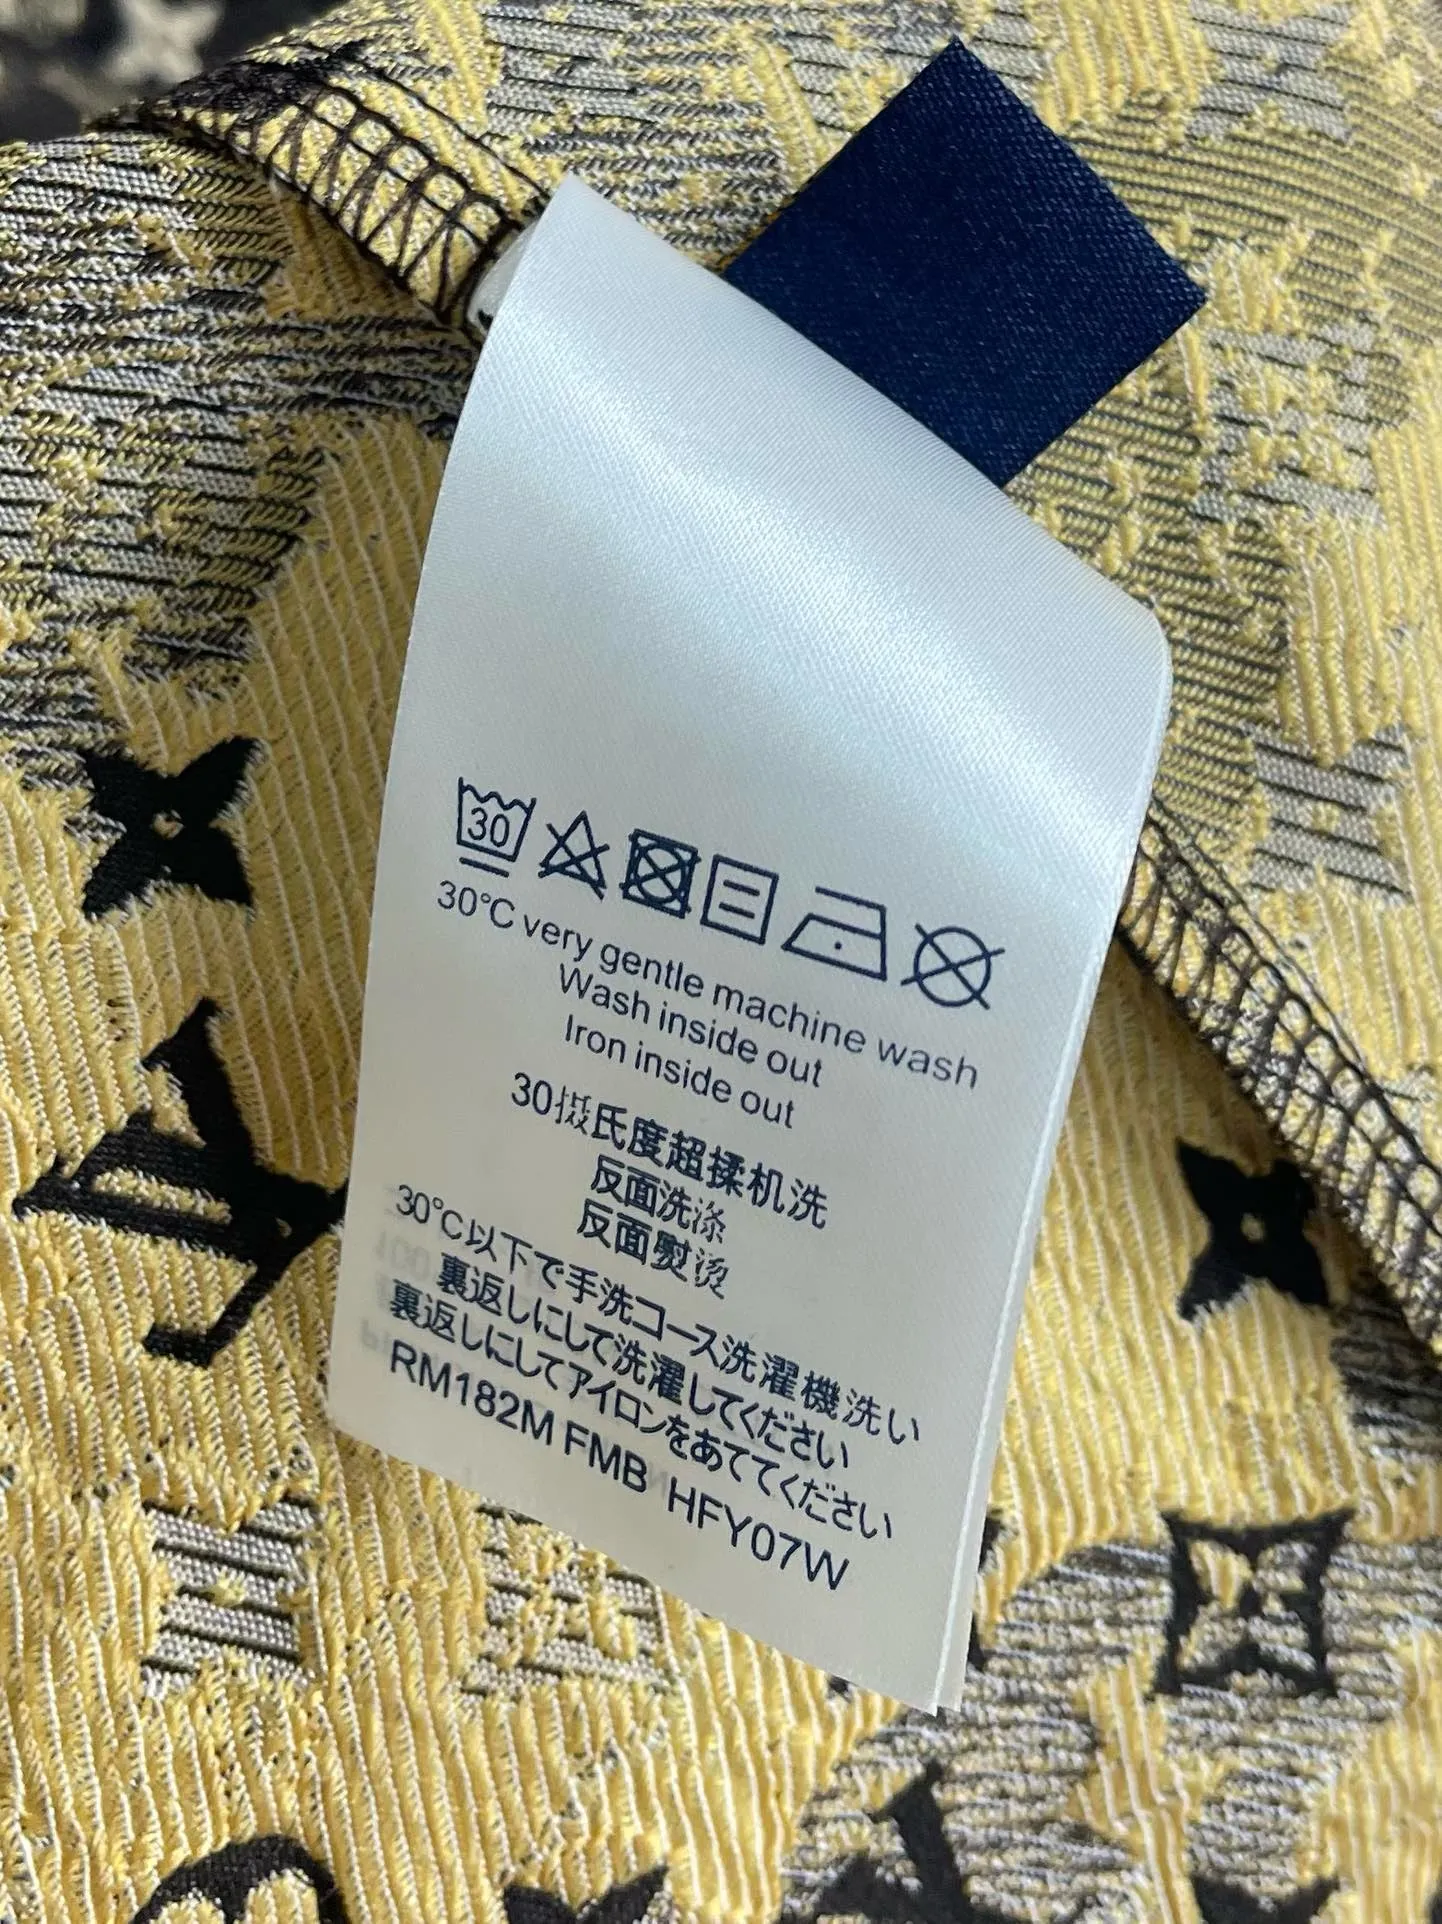 30
30°C very gentle machine wash
Wash inside out
Iron inside out
30摄氏度超揉机洗
反面洗涤
反面熨烫
30℃以下で手洗コース洗濯機洗い
裏返しにして洗濯してください
裏返しにしてアイロンをあててください
RM182M FMB HFY07W